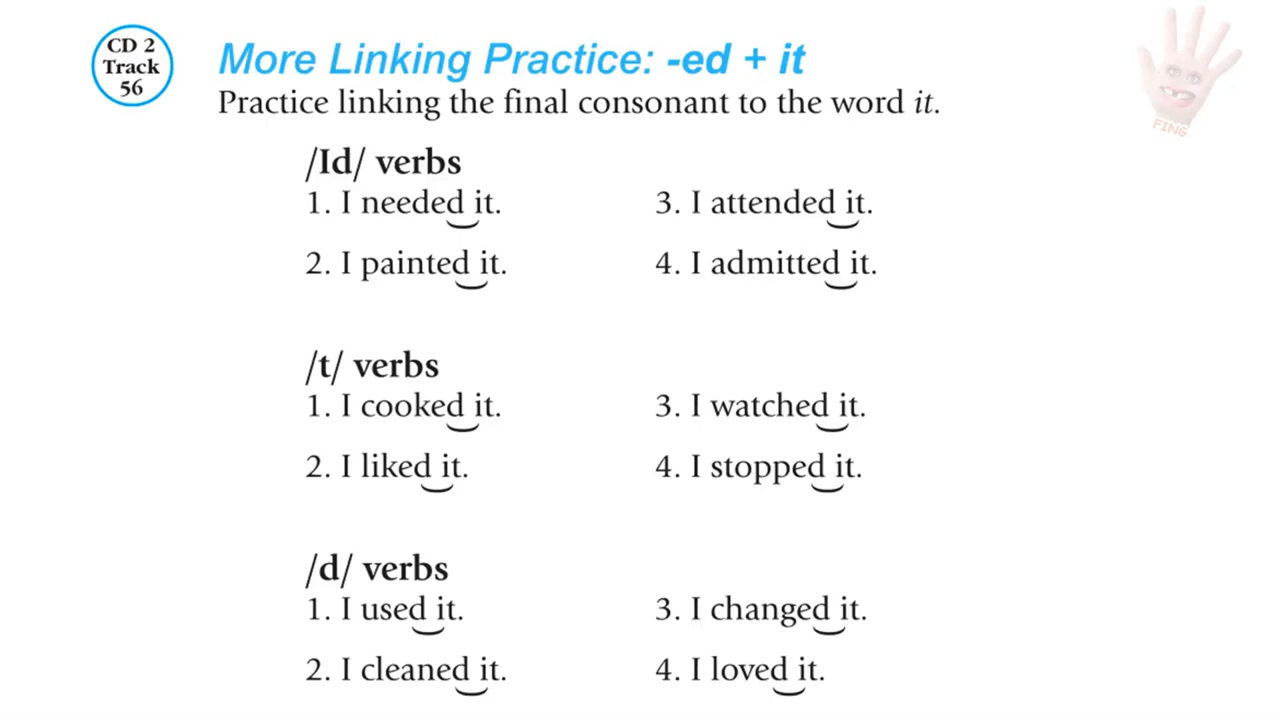 CD 2
Track
56
More Linking Practice: -ed + it
Practice linking the final consonant to the word it.
FING
/Id/ verbs
1. I needed it.
3. I attended it.
2. I painted it.
4. I admitted it.
/t/ verbs
1. I cooked it.
3. I watched it.
2. I liked it.
4. I stopped it.
/d/ verbs
1. I used it.
3. I changed it.
2. I cleaned it.
4. I loved it.